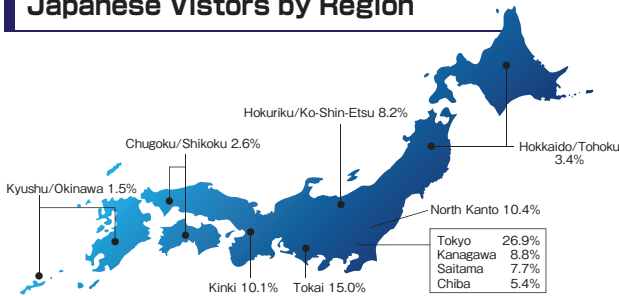 Japanese Vistors by Region
Hokuriku/Ko-Shin-Etsu 8.2%
Chugoku/Shikoku 2.6%
Hokkaido/Tohoku
3.4%
Kyushu/Okinawa 1.5%
North Kanto 10.4%
Tokyo 26.9%
Kanagawa 8.8%
Saitama 7.7%
Chiba 5.4%
Kinki 10.1%
Tokai 15.0%